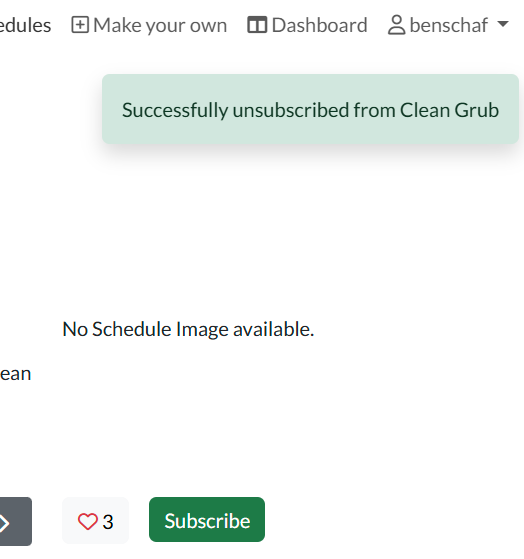 edules Make your own Dashboard benschaf
Successfully unsubscribed from Clean Grub
No Schedule Image available.
ean
3 Subscribe